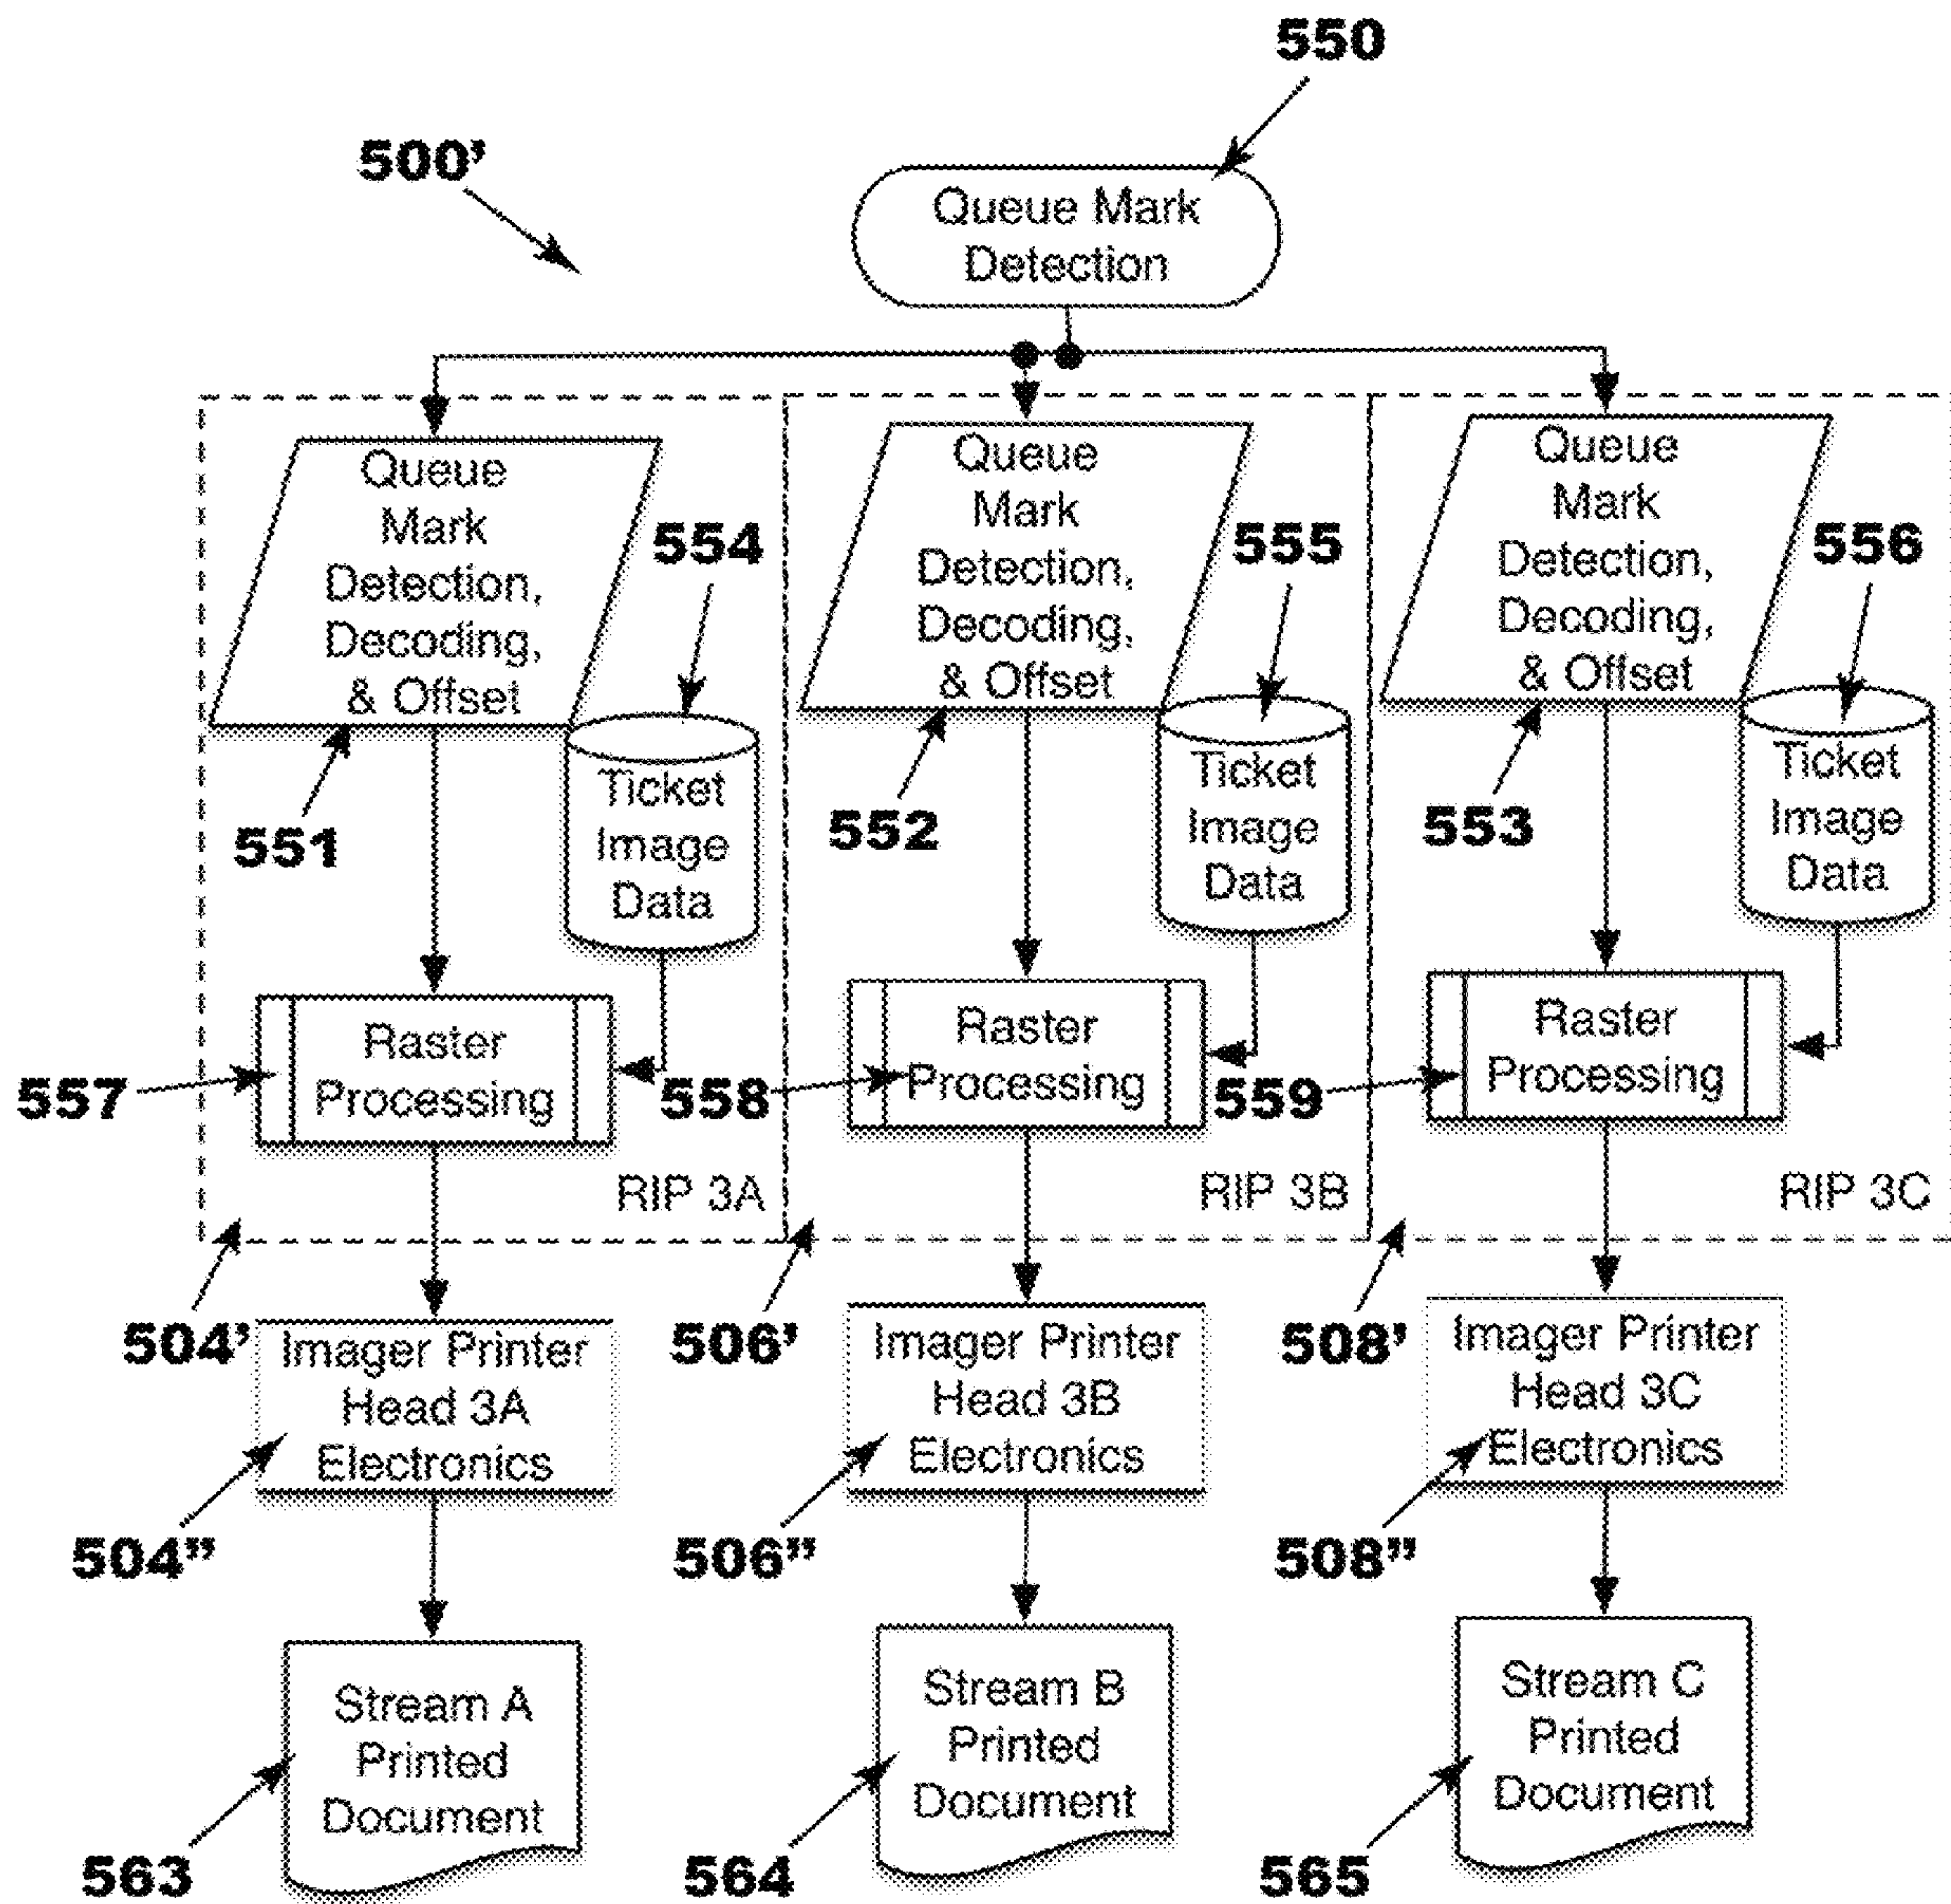 550
500’
Queue Mark
Detection
Queue
Mark
Detection,
Decoding,
& Offset
554
551
Ticket
Image
Data
Raster
Processing
557
RIP 3A
504’
Imager Printer
Head 3A
Electronics
504”
Stream A
Printed
Document
563
Queue
Mark
Detection,
Decoding,
& Offset
555
552
Ticket
Image
Data
Raster
Processing
558
RIP 3B
506’
Imager Printer
Head 3B
Electronics
506”
Stream B
Printed
Document
564
Queue
Mark
Detection,
Decoding,
& Offset
556
553
Ticket
Image
Data
Raster
Processing
559
RIP 3C
508’
Imager Printer
Head 3C
Electronics
508”
Stream C
Printed
Document
565